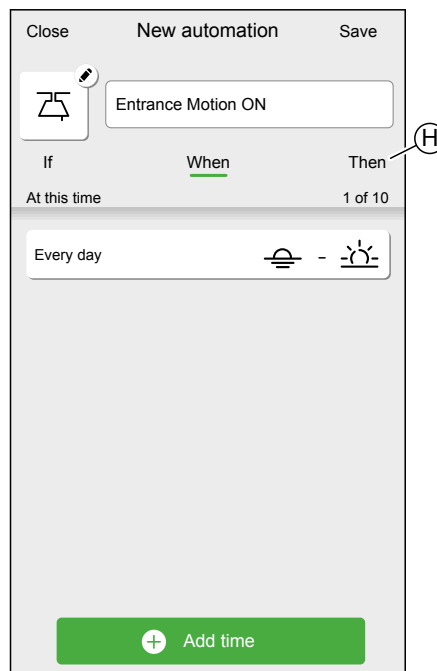 Close New automation Save
Entrance Motion ON
If When Then
H
At this time 1 of 10
Every day -
Add time